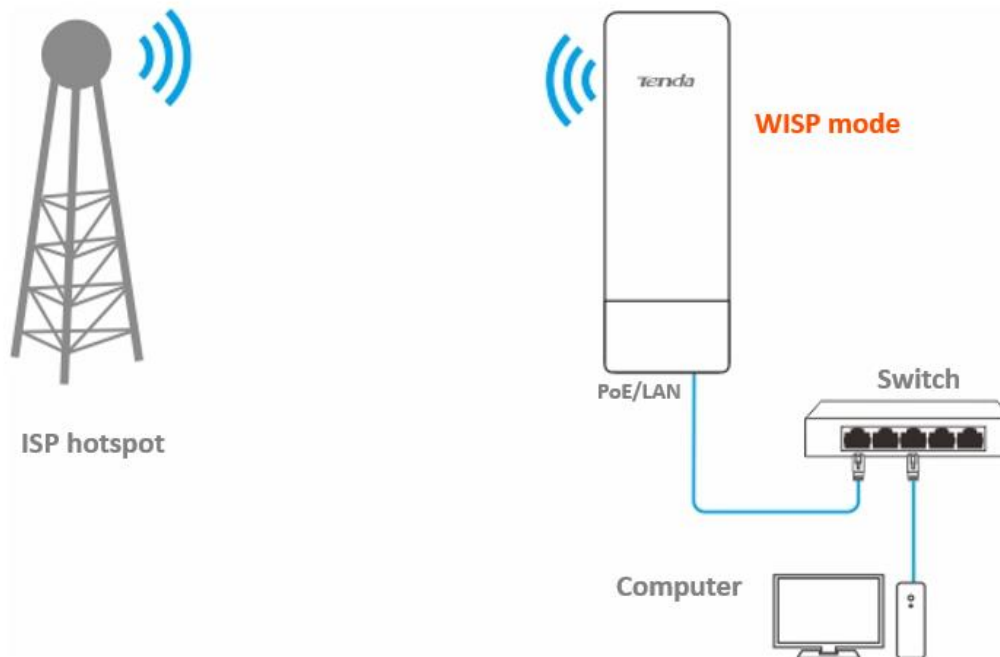 Tenda
WISP mode
PoE/LAN
Switch
ISP hotspot
Computer